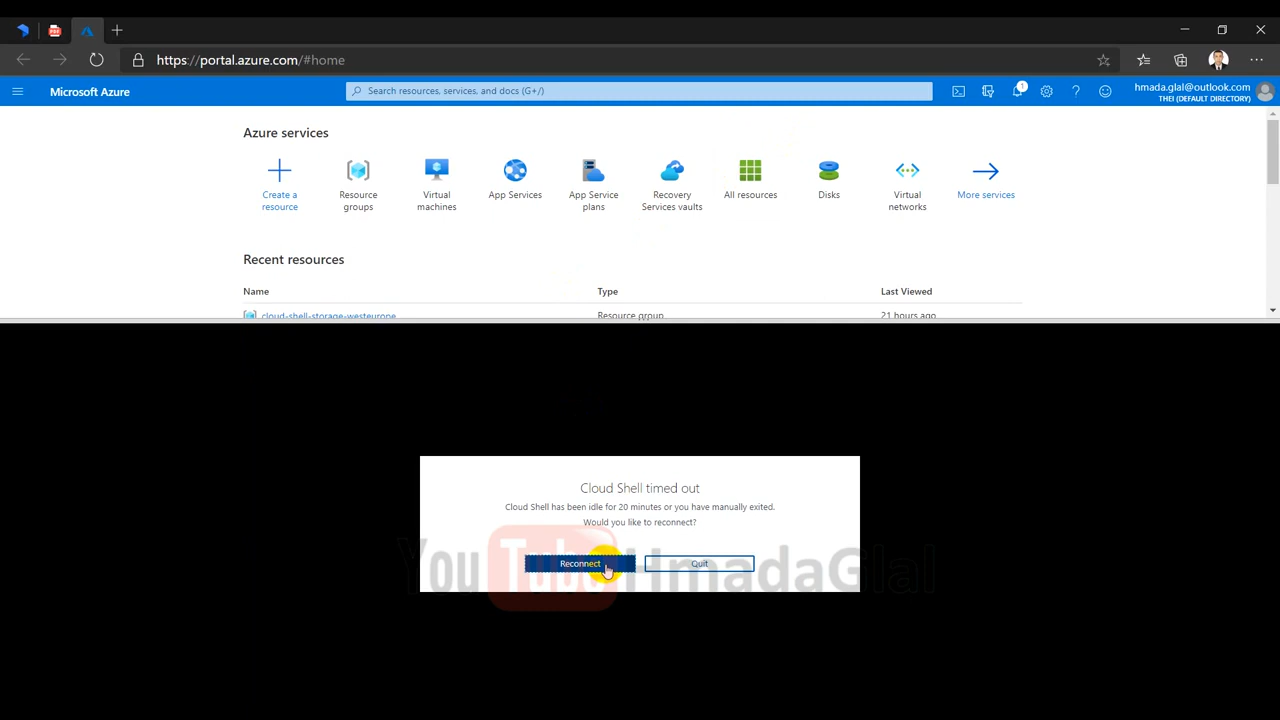 https://portal.azure.com/#home
Microsoft Azure
Search resources, services, and docs (G+/)
1
hmada.glal@outlook.com
THEI (DEFAULT DIRECTORY)
Azure services
Create a resource
Resource groups
Virtual machines
App Services
App Service plans
Recovery Services vaults
All resources
Disks
Virtual networks
More services
Recent resources
Name Type Last Viewed
cloud-shell-storage-westeurope Resource group 21 hours ago
Cloud Shell timed out
Cloud Shell has been idle for 20 minutes or you have manually exited.
Would you like to reconnect?
Reconnect Quit
YouTube HmadaGlal